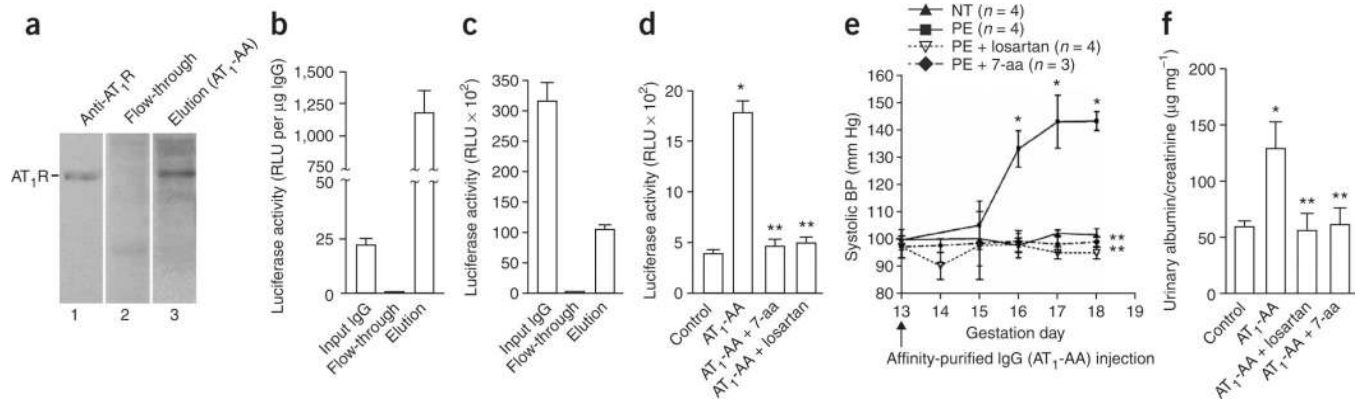 a
Anti-AT1R
Flow-through
Elution (AT1-AA)
AT1R
1 2 3
b
Luciferase activity (RLU per µg IgG)
1,500
1,250
1,000
750
50
25
0
Input IgG
Flow-through
Elution
c
Luciferase activity (RLU × 10²)
350
300
250
200
150
100
50
0
Input IgG
Flow-through
Elution
d
Luciferase activity (RLU × 10²)
20
15
10
5
0
*
**
**
Control
AT1-AA
AT1-AA + 7-aa
AT1-AA + losartan
e
NT (n = 4)
PE (n = 4)
PE + losartan (n = 4)
PE + 7-aa (n = 3)
Systolic BP (mm Hg)
160
150
140
130
120
110
100
90
80
*
*
*
**
**
13 14 15 16 17 18 19
Gestation day
Affinity-purified IgG (AT1-AA) injection
f
Urinary albumin/creatinine (µg mg⁻¹)
200
150
100
50
0
*
**
**
Control
AT1-AA
AT1-AA + losartan
AT1-AA + 7-aa